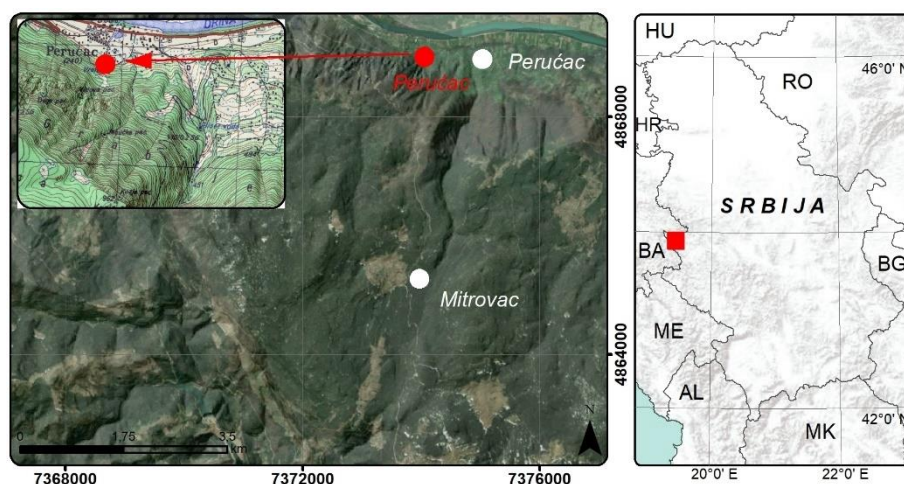 DRINA
Perućac
Perućac
Perućac
Mitrovac
4868000
4864000
N
0 1,75 3,5
km
7368000 7372000 7376000
HU
RO
46°0' N
HR
SRBIJA
BA
BG
ME
AL
MK
42°0' N
20°0' E 22°0' E